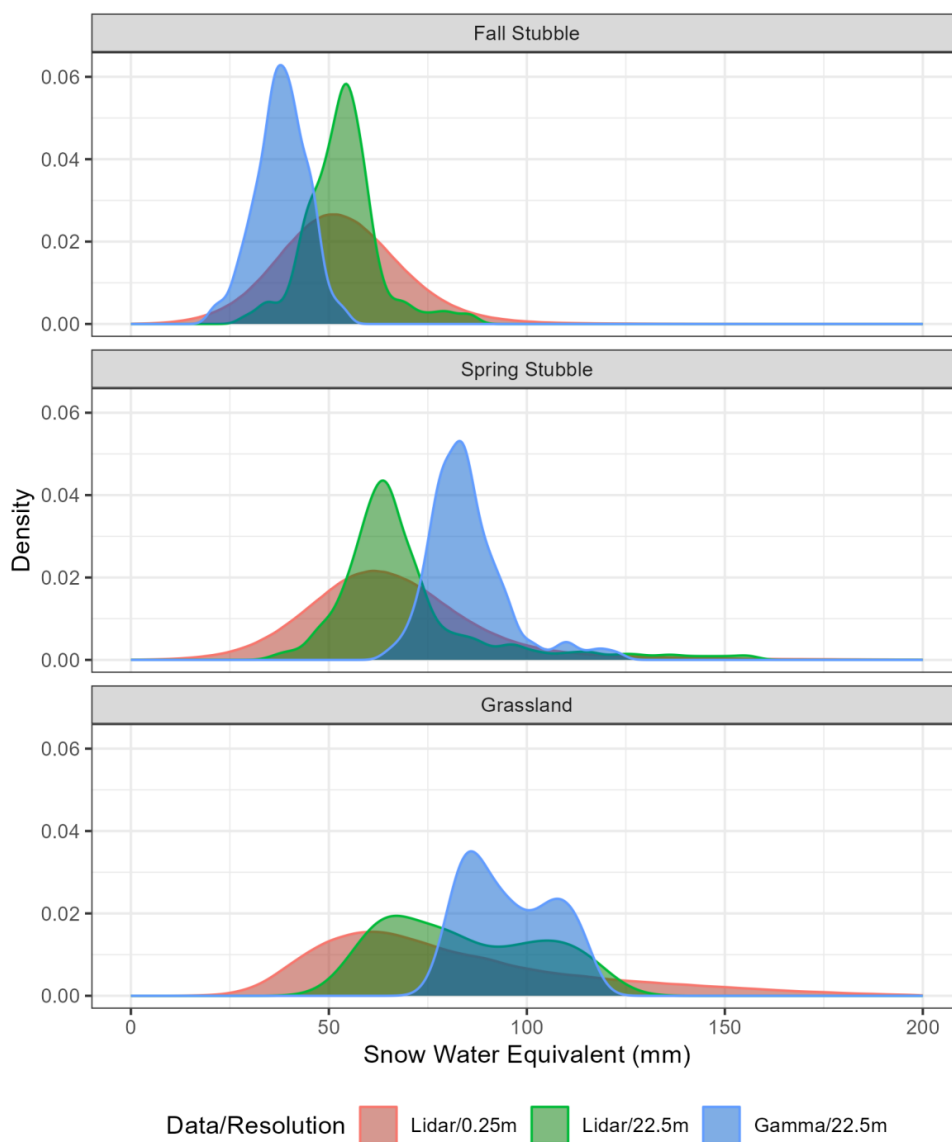 Fall Stubble
0.06
0.04
0.02
0.00
Spring Stubble
0.06
0.04
0.02
0.00
Density
Grassland
0.06
0.04
0.02
0.00
0 50 100 150 200
Snow Water Equivalent (mm)
Data/Resolution Lidar/0.25m Lidar/22.5m Gamma/22.5m